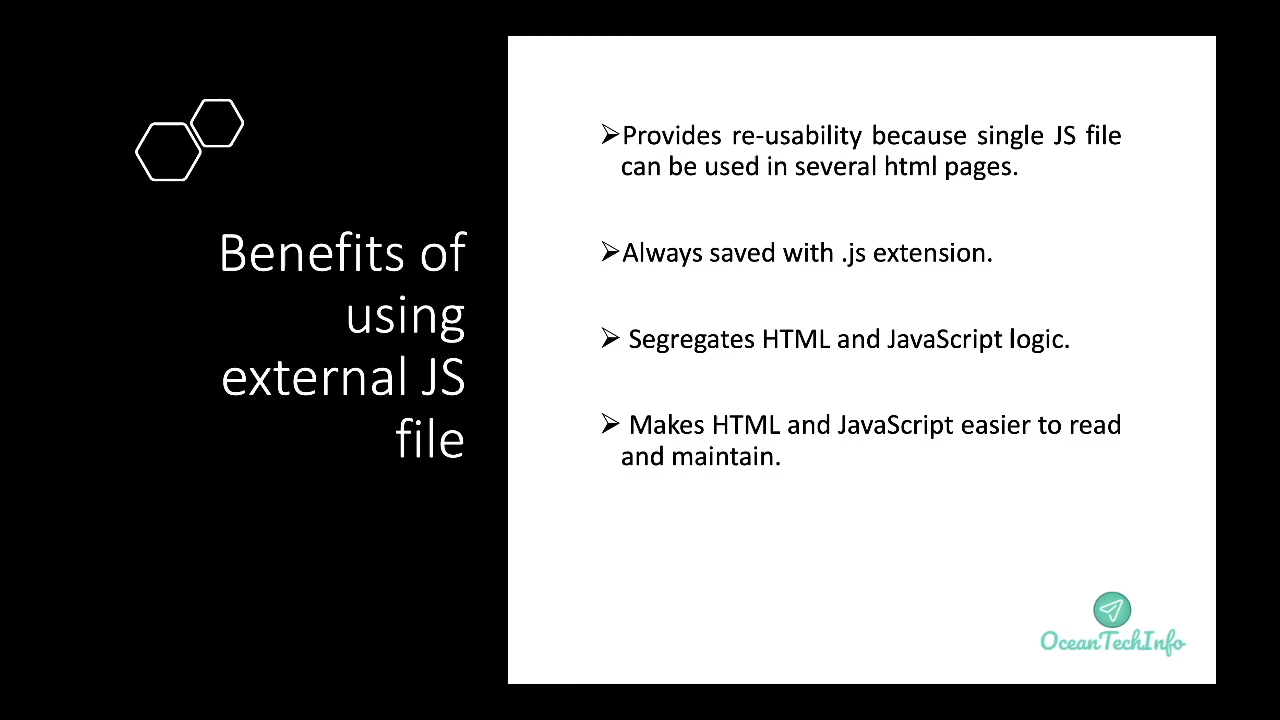 Benefits of
using
external JS
file
➢Provides re-usability because single JS file
can be used in several html pages.
➢Always saved with .js extension.
➢ Segregates HTML and JavaScript logic.
➢ Makes HTML and JavaScript easier to read
and maintain.
OceanTechInfo